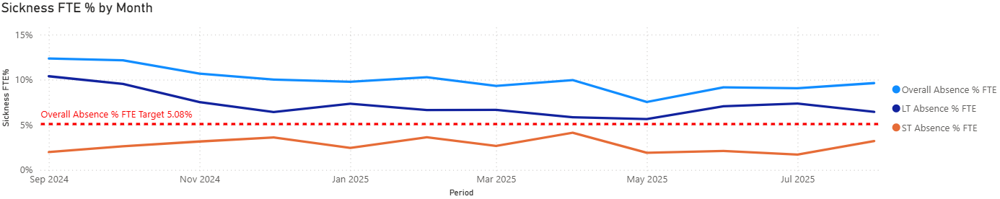 Sickness FTE % by Month
15%
10%
5%
0%
Sickness FTE%
Overall Absence % FTE Target 5.08%
Sep 2024
Nov 2024
Jan 2025
Mar 2025
May 2025
Jul 2025
Period
Overall Absence % FTE
LT Absence % FTE
ST Absence % FTE